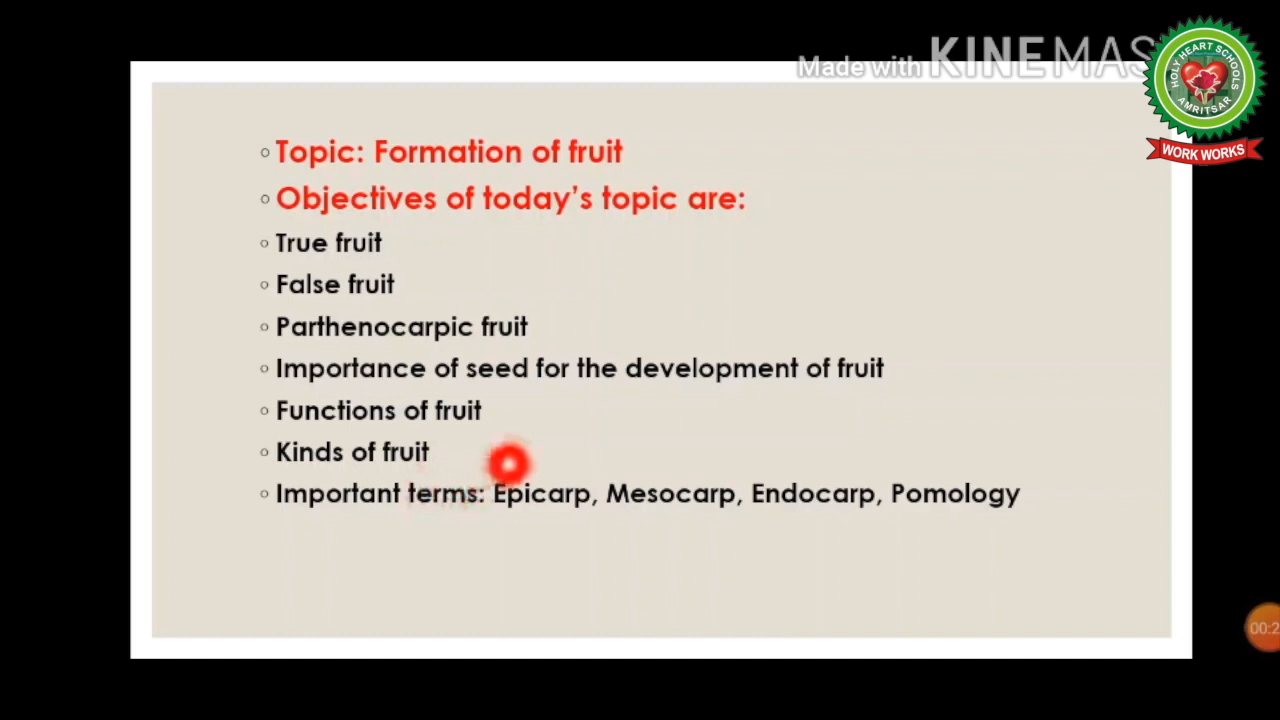 Made with KINEMAS
HOLY HEART SCHOOLS
AMRITSAR
WORK WORKS
Topic: Formation of fruit
Objectives of today's topic are:
True fruit
False fruit
Parthenocarpic fruit
Importance of seed for the development of fruit
Functions of fruit
Kinds of fruit
Important terms: Epicarp, Mesocarp, Endocarp, Pomology
00:2